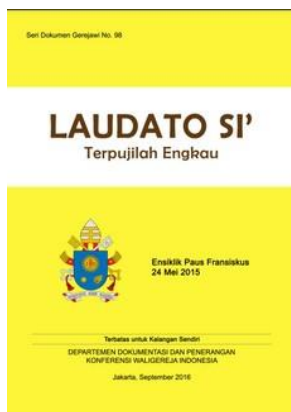 Seri Dokumen Gerejawi No. 98
LAUDATO SI’
Terpujilah Engkau
Ensiklik Paus Fransiskus
24 Mei 2015
Terbatas untuk Kalangan Sendiri
DEPARTEMEN DOKUMENTASI DAN PENERANGAN
KONFERENSI WALIGEREJA INDONESIA
Jakarta, September 2016